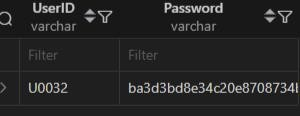 UserID Password
varchar varchar
Filter Filter
U0032 ba3d3bd8e34c20e8708734